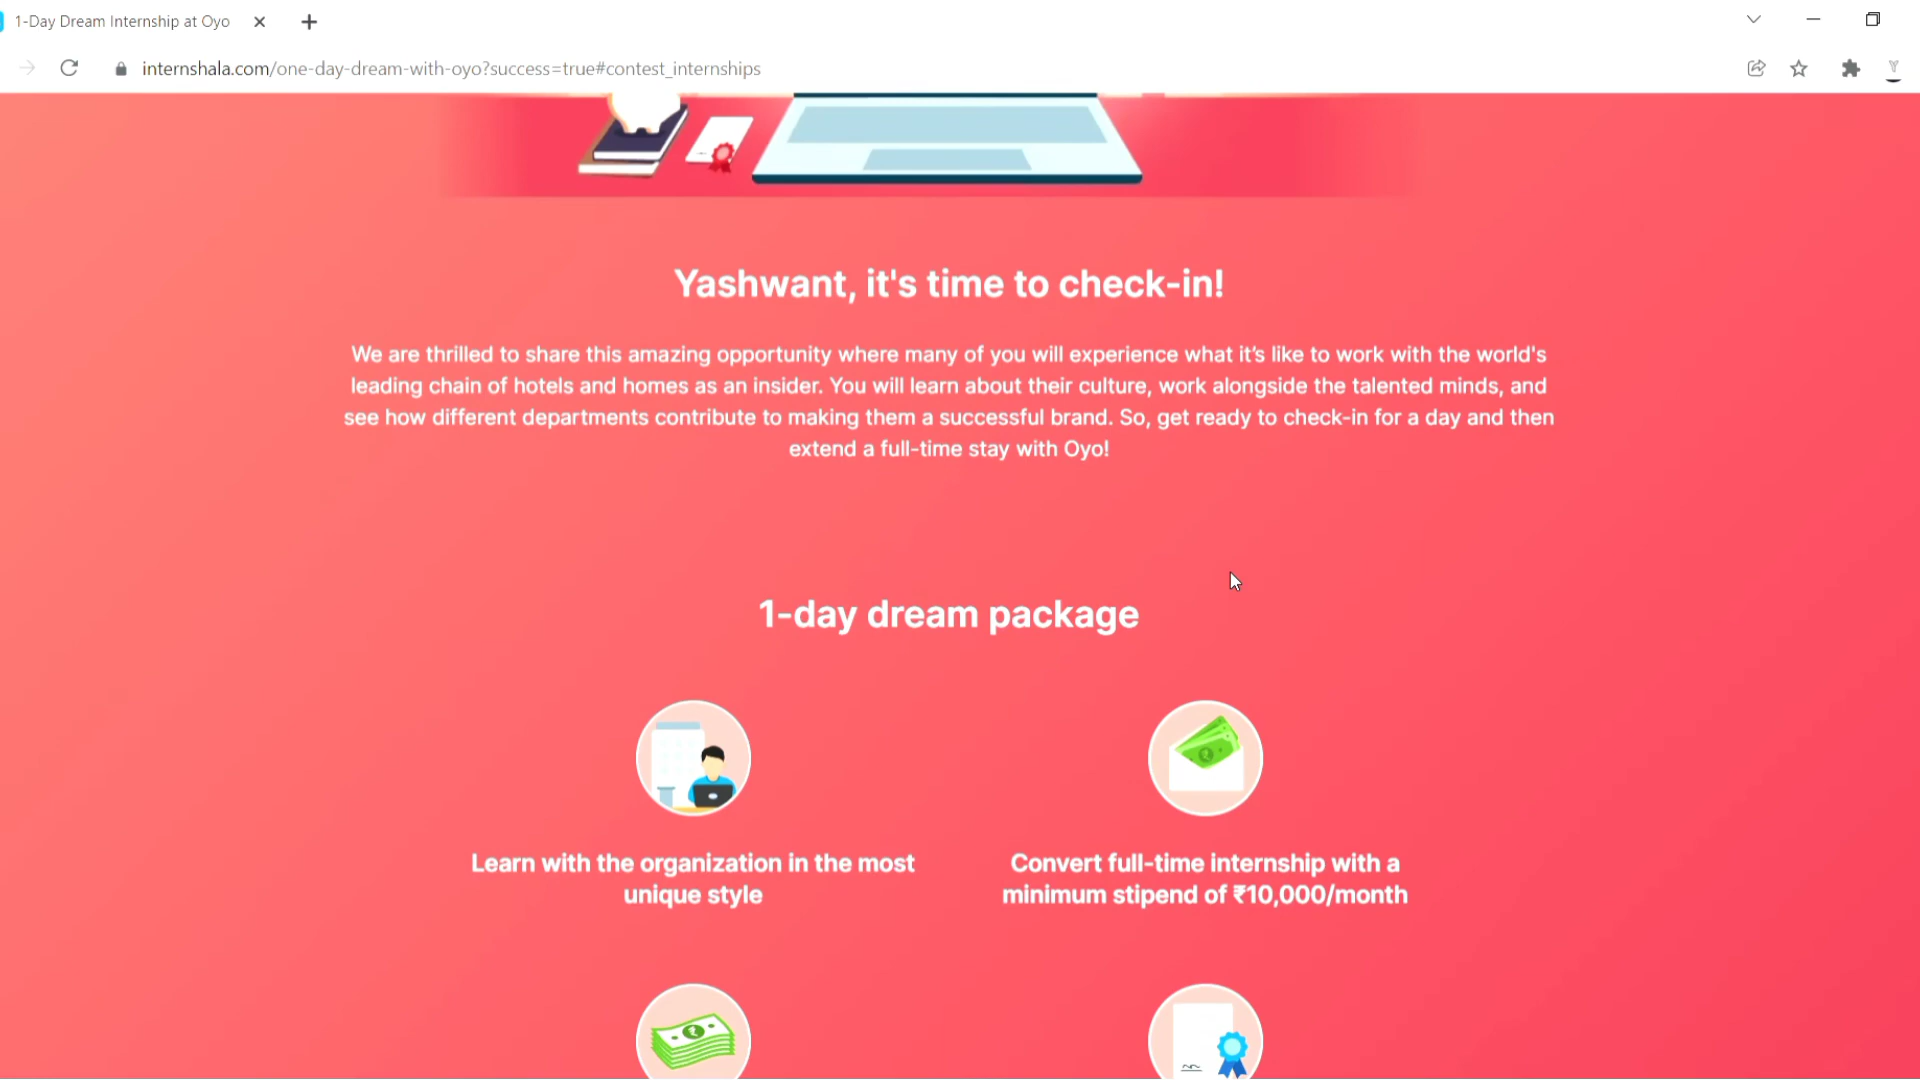 1-Day Dream Internship at Oyo
internshala.com/one-day-dream-with-oyo?success=true#contest_internships
Yashwant, it's time to check-in!
We are thrilled to share this amazing opportunity where many of you will experience what it's like to work with the world's
leading chain of hotels and homes as an insider. You will learn about their culture, work alongside the talented minds, and
see how different departments contribute to making them a successful brand. So, get ready to check-in for a day and then
extend a full-time stay with Oyo!
1-day dream package
Learn with the organization in the most
unique style
Convert full-time internship with a
minimum stipend of ₹10,000/month